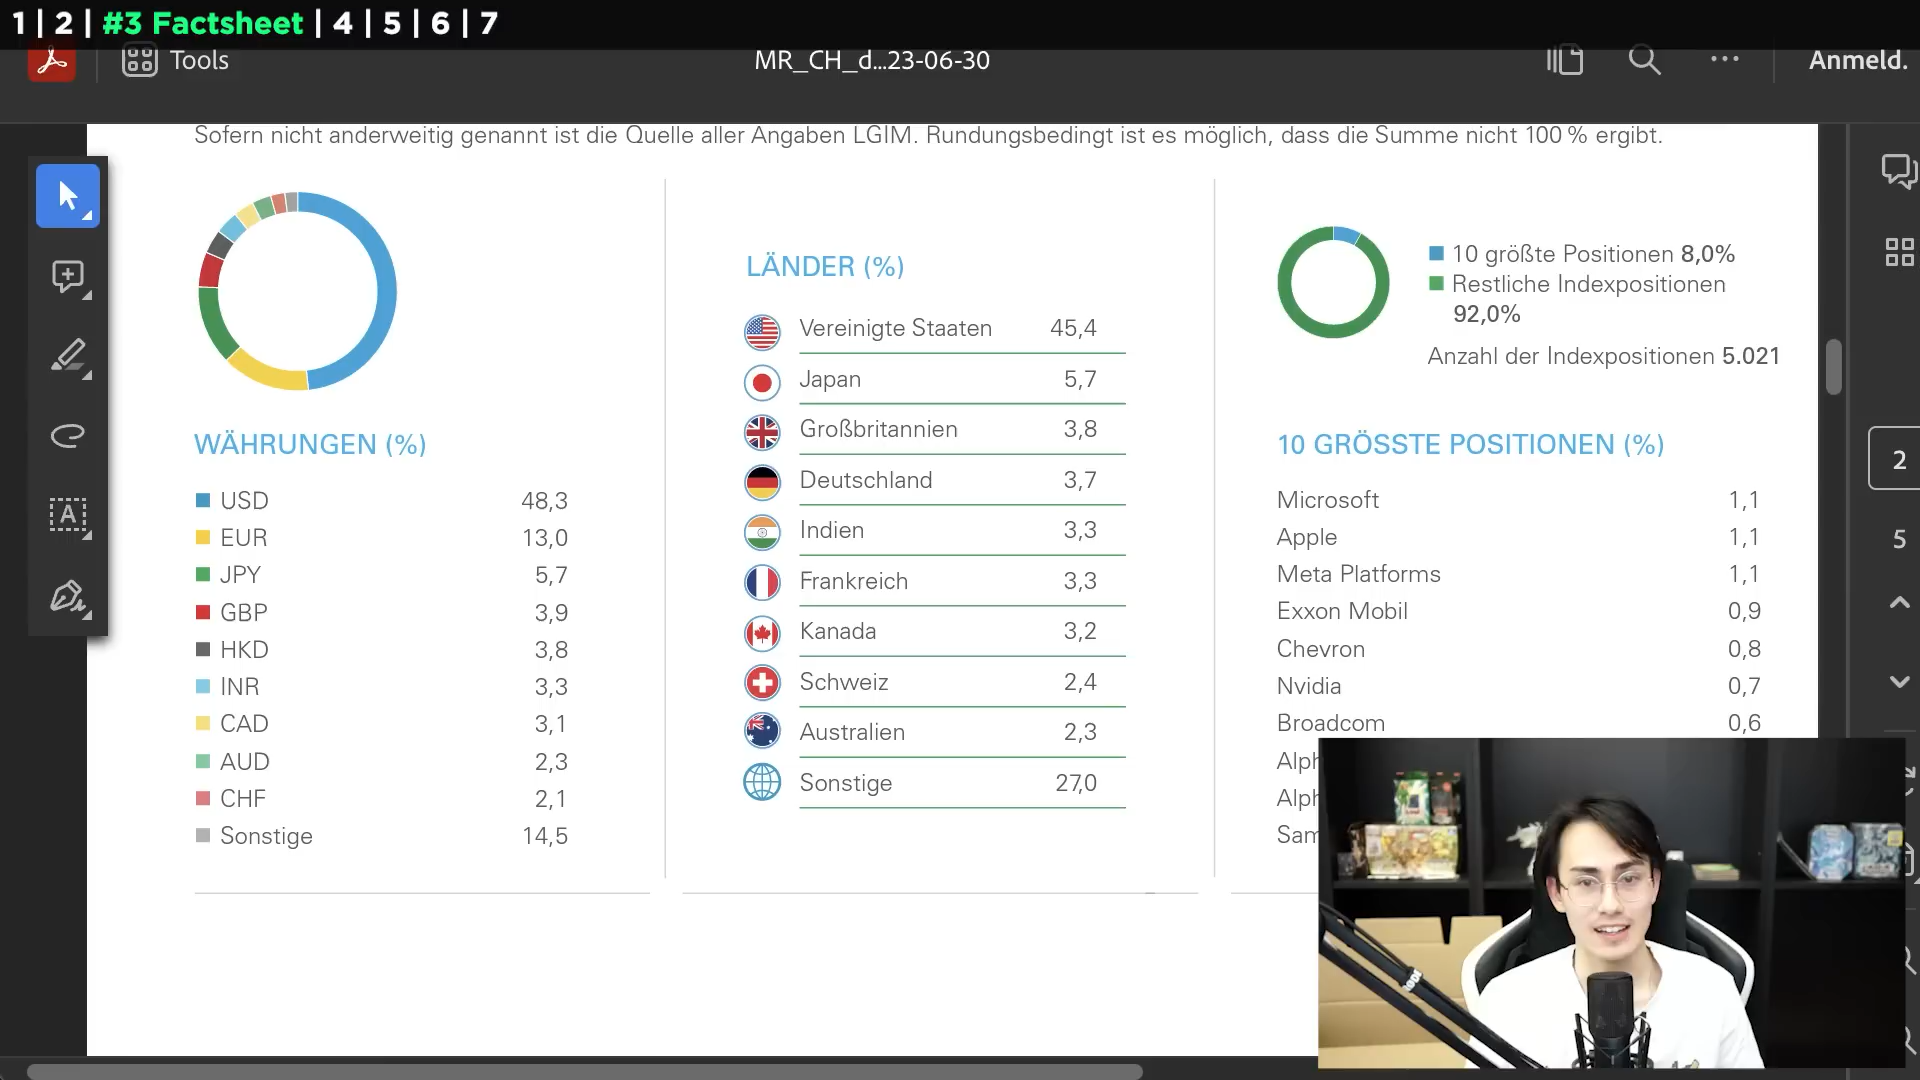 1 | 2 | #3 Factsheet | 4 | 5 | 6 | 7
Tools
MR_CH_d...23-06-30
Anmeld.
Sofern nicht anderweitig genannt ist die Quelle aller Angaben LGIM. Rundungsbedingt ist es möglich, dass die Summe nicht 100 % ergibt.
WÄHRUNGEN (%)
USD 48,3
EUR 13,0
JPY 5,7
GBP 3,9
HKD 3,8
INR 3,3
CAD 3,1
AUD 2,3
CHF 2,1
Sonstige 14,5
LÄNDER (%)
Vereinigte Staaten 45,4
Japan 5,7
Großbritannien 3,8
Deutschland 3,7
Indien 3,3
Frankreich 3,3
Kanada 3,2
Schweiz 2,4
Australien 2,3
Sonstige 27,0
10 größte Positionen 8,0%
Restliche Indexpositionen
92,0%
Anzahl der Indexpositionen 5.021
10 GRÖSSTE POSITIONEN (%)
Microsoft 1,1
Apple 1,1
Meta Platforms 1,1
Exxon Mobil 0,9
Chevron 0,8
Nvidia 0,7
Broadcom 0,6
Alph
Alph
Sam
2
5
A